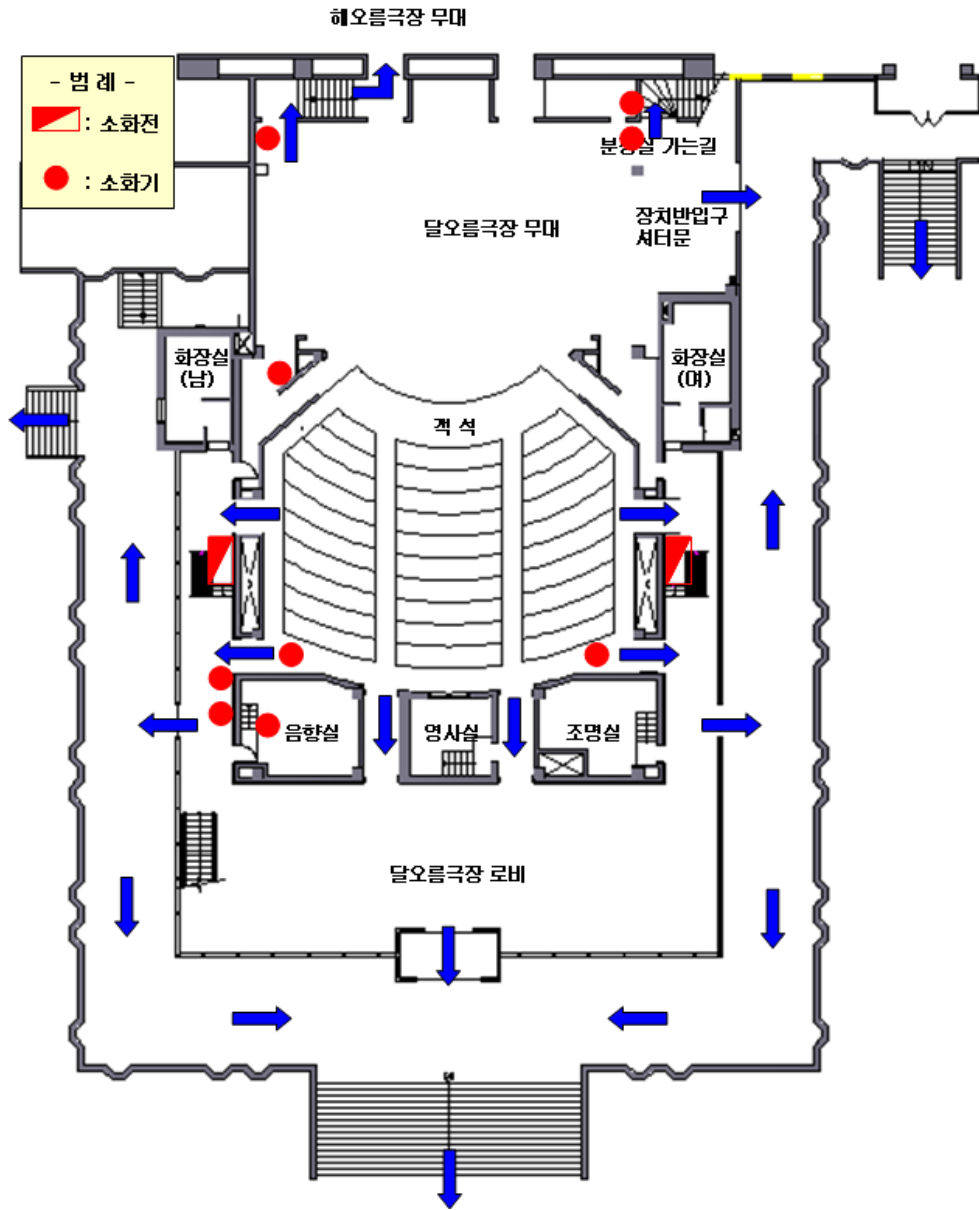 해오름극장 무대
- 범 례 -
: 소화전
: 소화기
분장실 가는길
달오름극장 무대
장치반입구
셔터문
화장실
(남)
화장실
(여)
객 석
음향실
영사실
조명실
달오름극장 로비